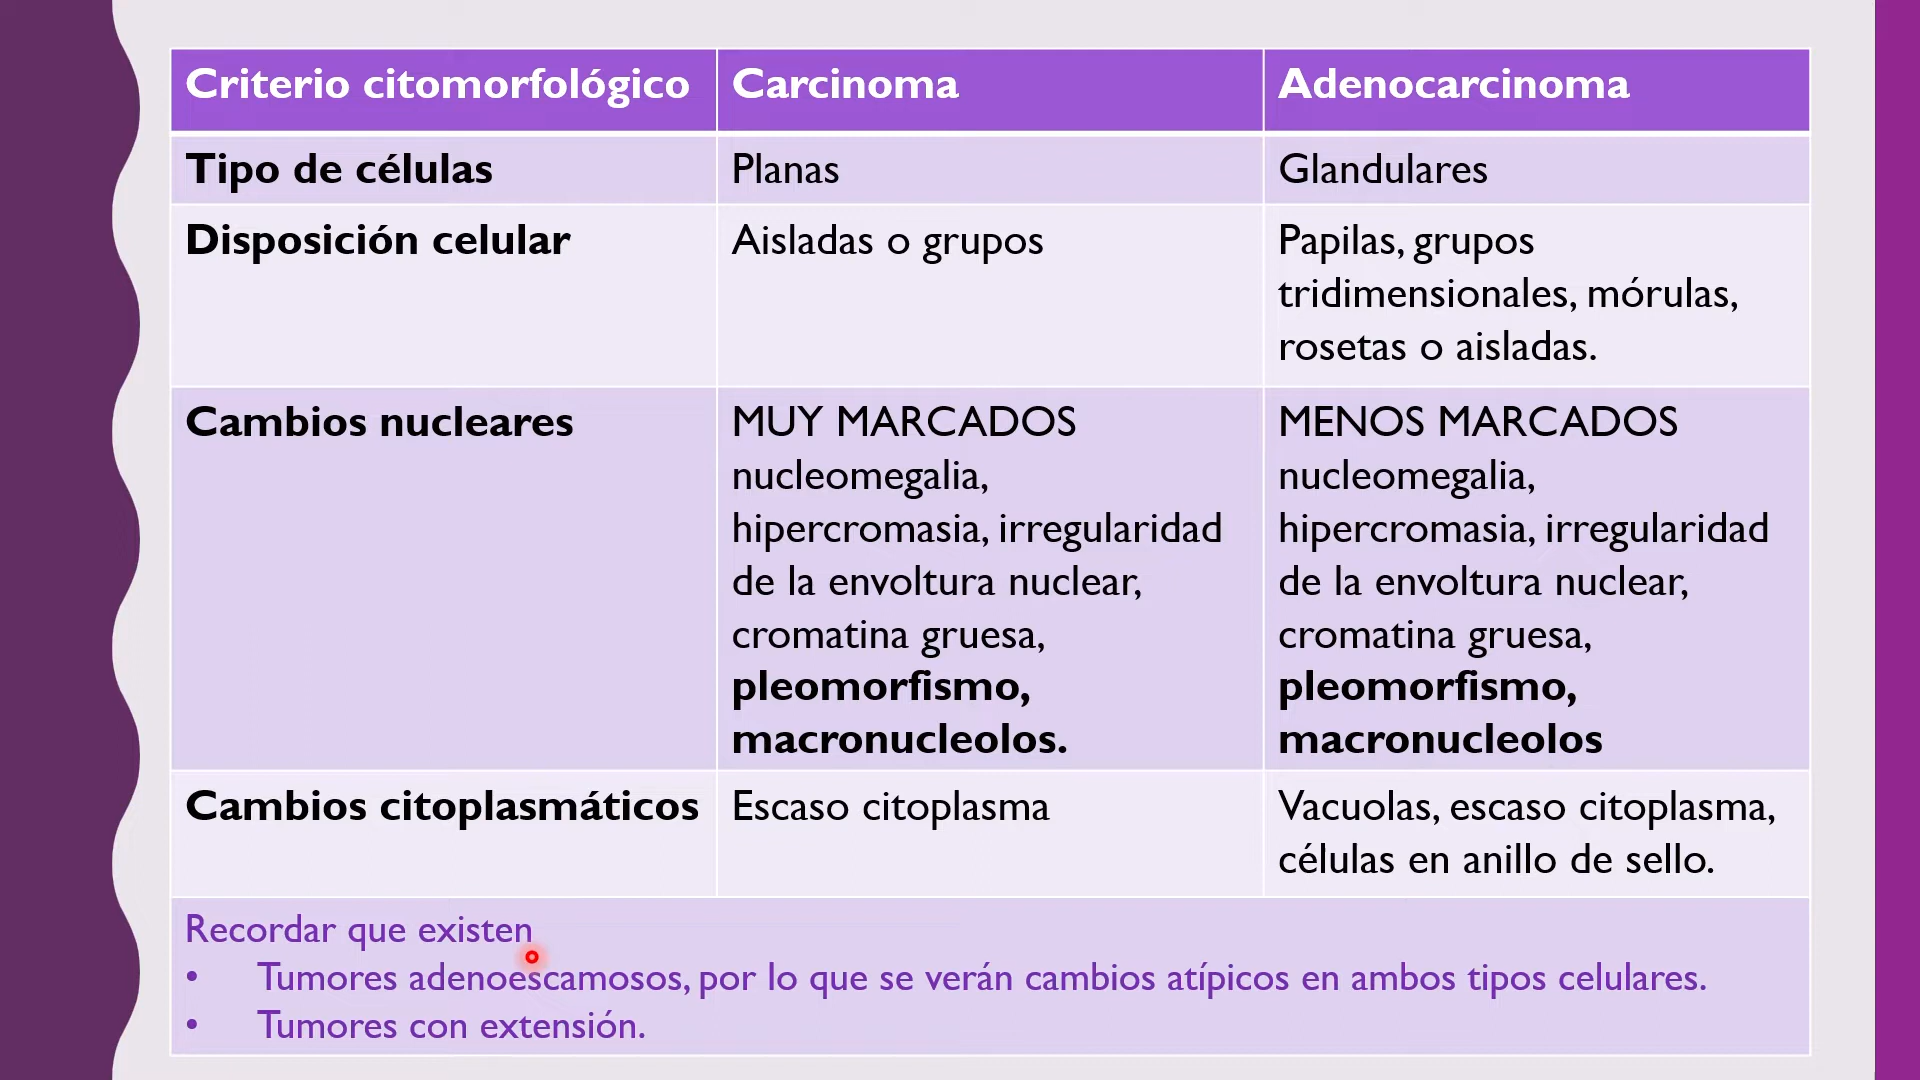 Criterio citomorfológico
Carcinoma
Adenocarcinoma
Tipo de células
Planas
Glandulares
Disposición celular
Aisladas o grupos
Papilas, grupos
tridimensionales, mórulas,
rosetas o aisladas.
Cambios nucleares
MUY MARCADOS
nucleomegalia,
hipercromasia, irregularidad
de la envoltura nuclear,
cromatina gruesa,
pleomorfismo,
macronucleolos.
MENOS MARCADOS
nucleomegalia,
hipercromasia, irregularidad
de la envoltura nuclear,
cromatina gruesa,
pleomorfismo,
macronucleolos
Cambios citoplasmáticos
Escaso citoplasma
Vacuolas, escaso citoplasma,
células en anillo de sello.
Recordar que existen
• Tumores adenoescamosos, por lo que se verán cambios atípicos en ambos tipos celulares.
• Tumores con extensión.